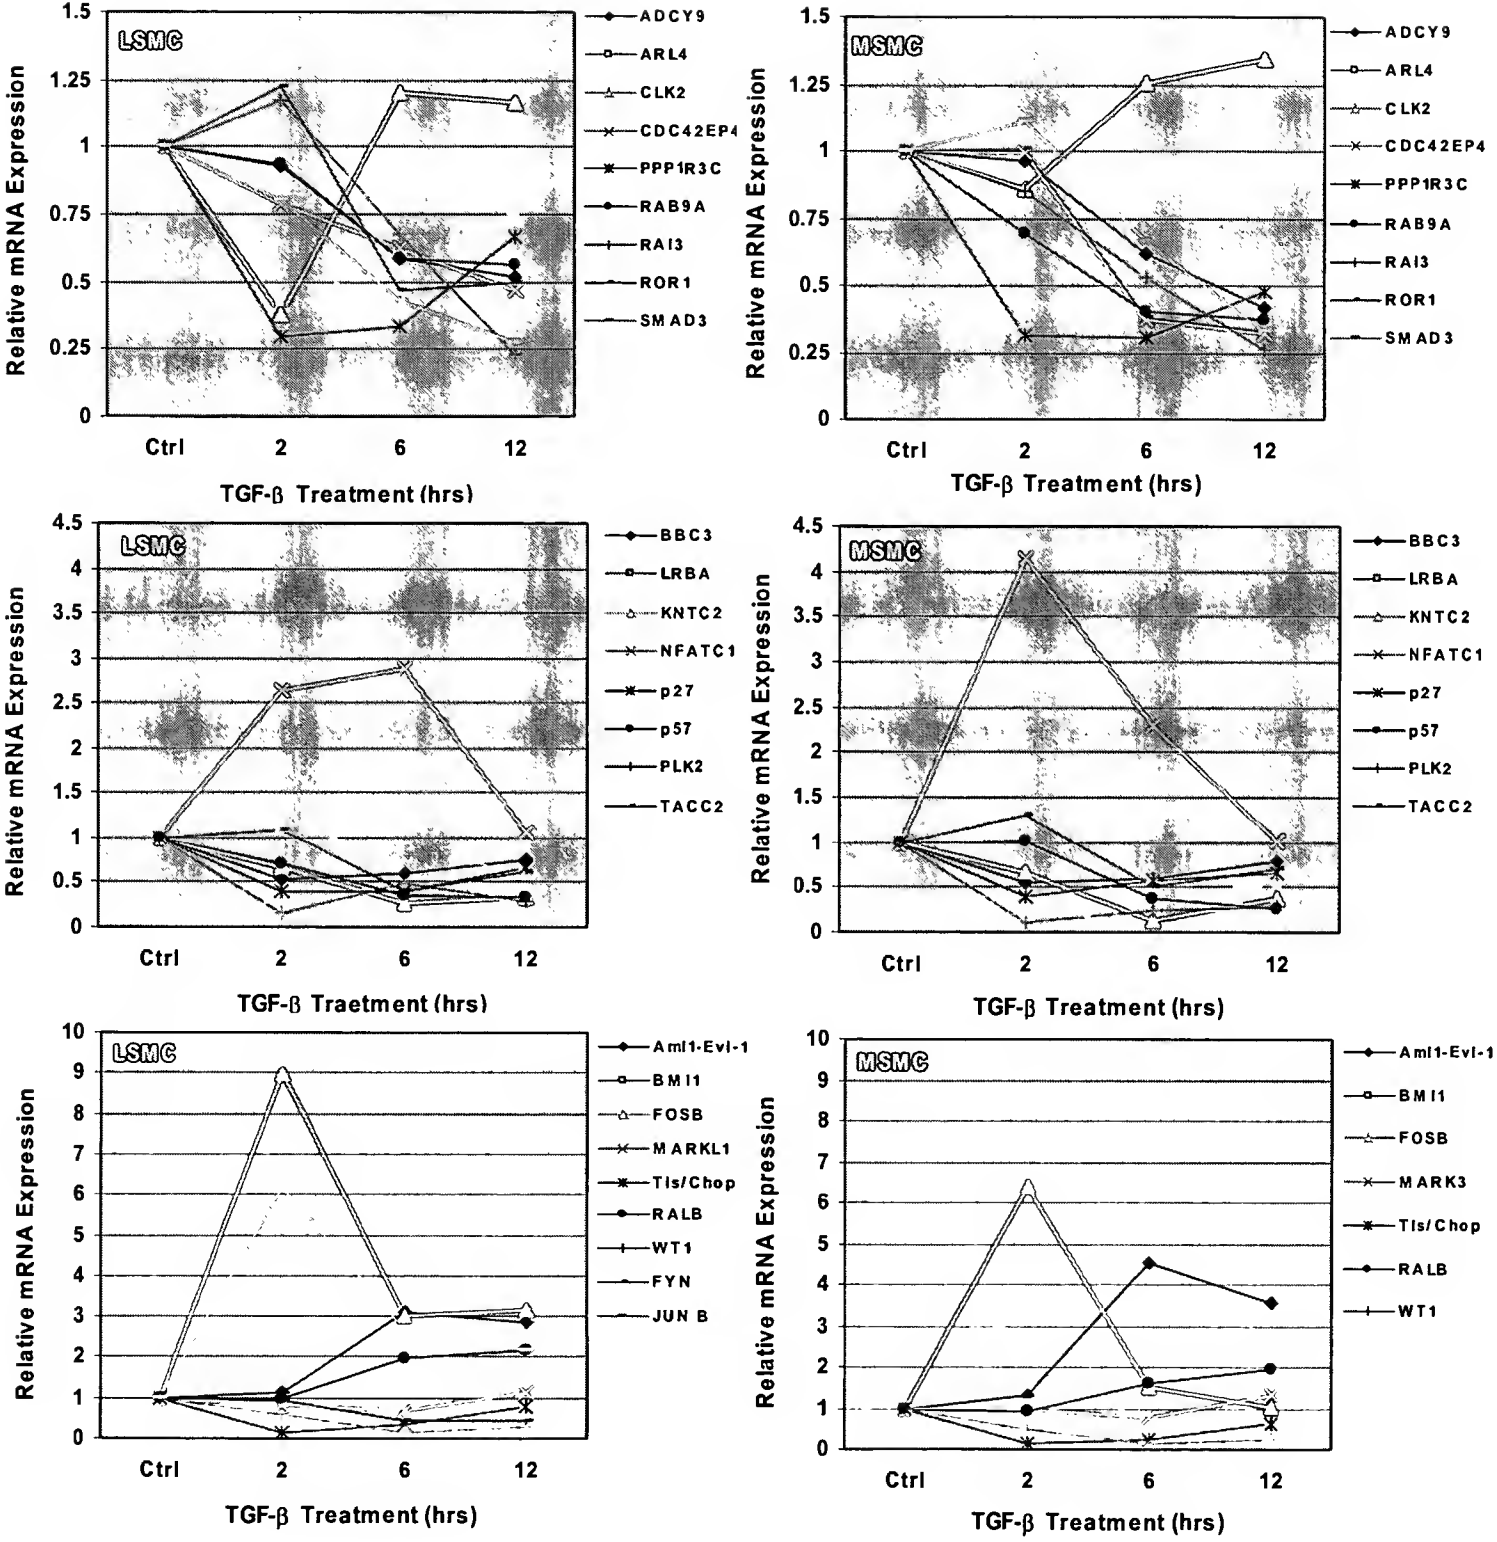 LSMC
Relative mRNA Expression
1.5
1.25
1
0.75
0.5
0.25
0
Ctrl 2 6 12
TGF-β Treatment (hrs)
ADCY9
ARL4
CLK2
CDC42EP4
PPP1R3C
RAB9A
RAI3
ROR1
SMAD3
MSMC
Relative mRNA Expression
1.5
1.25
1
0.75
0.5
0.25
0
Ctrl 2 6 12
TGF-β Treatment (hrs)
ADCY9
ARL4
CLK2
CDC42EP4
PPP1R3C
RAB9A
RAI3
ROR1
SMAD3
LSMC
Relative mRNA Expression
4.5
4
3.5
3
2.5
2
1.5
1
0.5
0
Ctrl 2 6 12
TGF-β Traetment (hrs)
BBC3
LRBA
KNTC2
NFATC1
p27
p57
PLK2
TACC2
MSMC
Relative mRNA Expression
4.5
4
3.5
3
2.5
2
1.5
1
0.5
0
Ctrl 2 6 12
TGF-β Treatment (hrs)
BBC3
LRBA
KNTC2
NFATC1
p27
p57
PLK2
TACC2
LSMC
Relative mRNA Expression
10
9
8
7
6
5
4
3
2
1
0
Ctrl 2 6 12
TGF-β Treatment (hrs)
Aml1-Evi-1
BMI1
FOSB
MARKL1
Tls/Chop
RALB
WT1
FYN
JUN B
MSMC
Relative mRNA Expression
10
9
8
7
6
5
4
3
2
1
0
Ctrl 2 6 12
TGF-β Treatment (hrs)
Aml1-Evi-1
BMI1
FOSB
MARK3
Tls/Chop
RALB
WT1